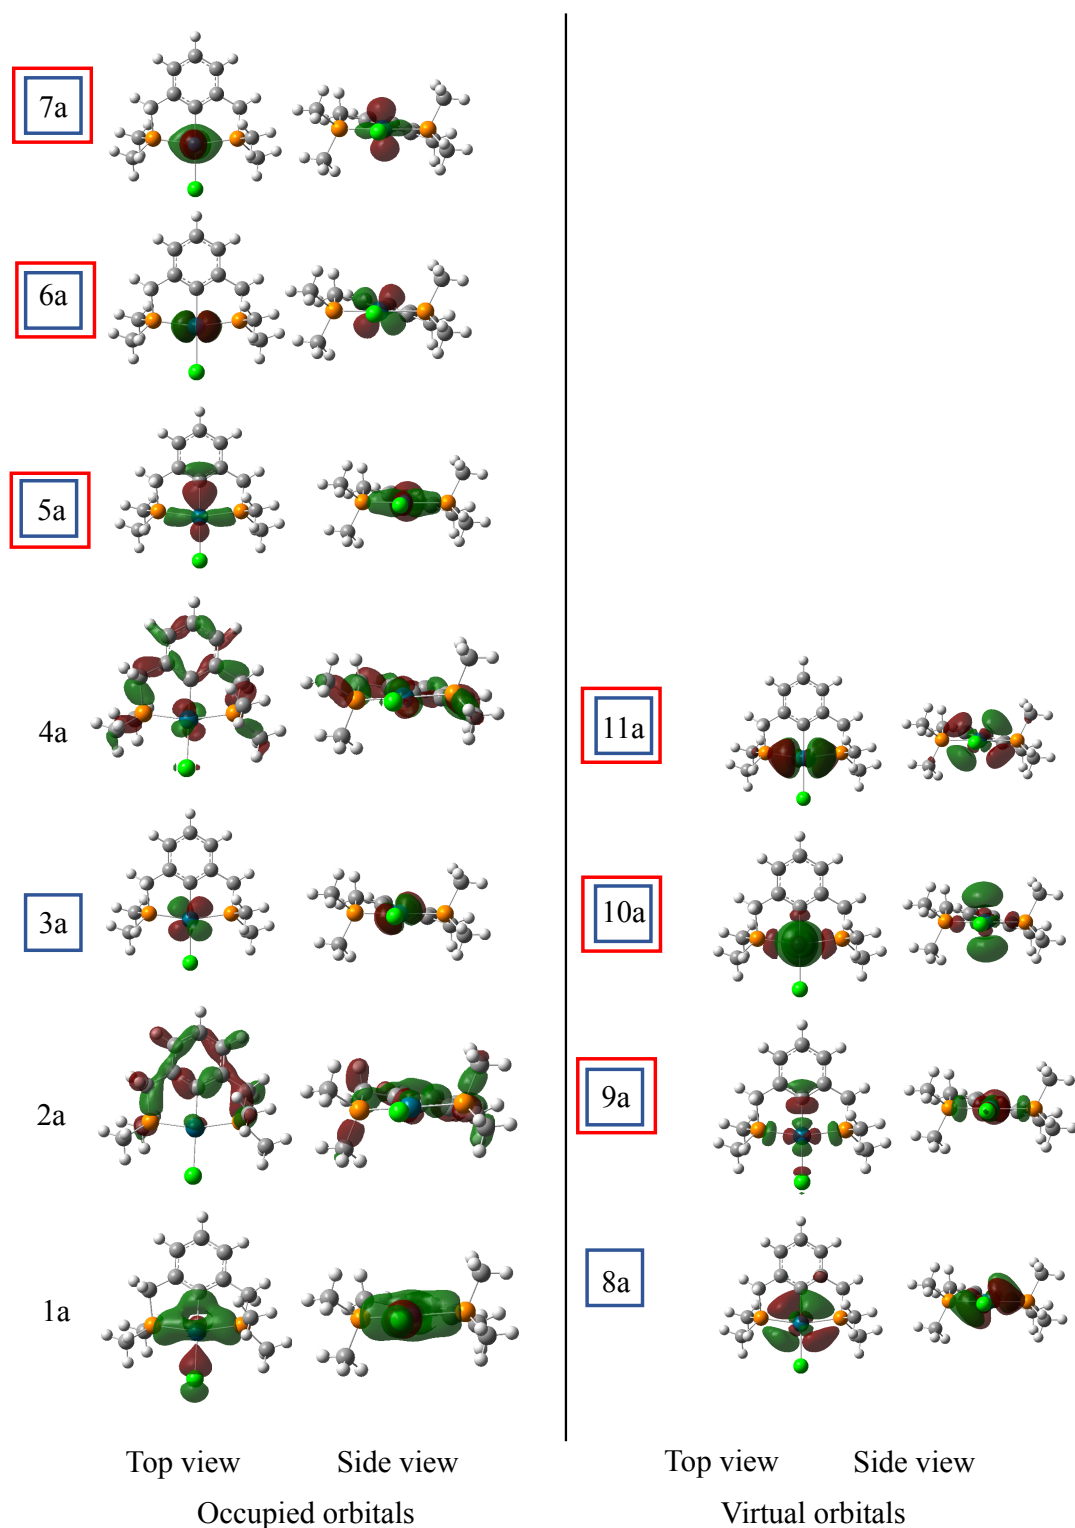 7a
6a
5a
4a
3a
2a
1a
11a
10a
9a
8a
Top view Side view
Top view Side view
Occupied orbitals
Virtual orbitals